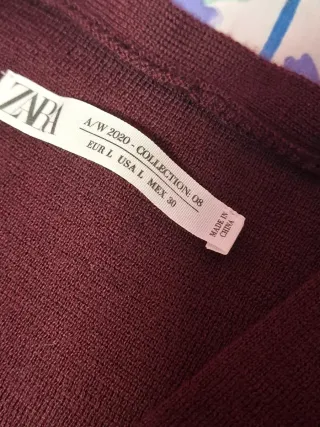 ZARA
A/W 2020 - COLLECTION: 08
EUR L USA L MEX 30
MADE IN
CHINA